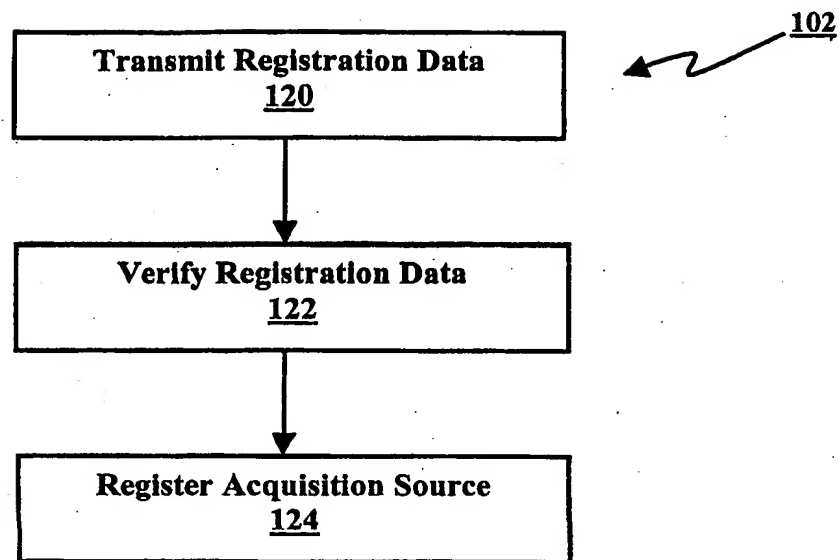 102
Transmit Registration Data
120
Verify Registration Data
122
Register Acquisition Source
124